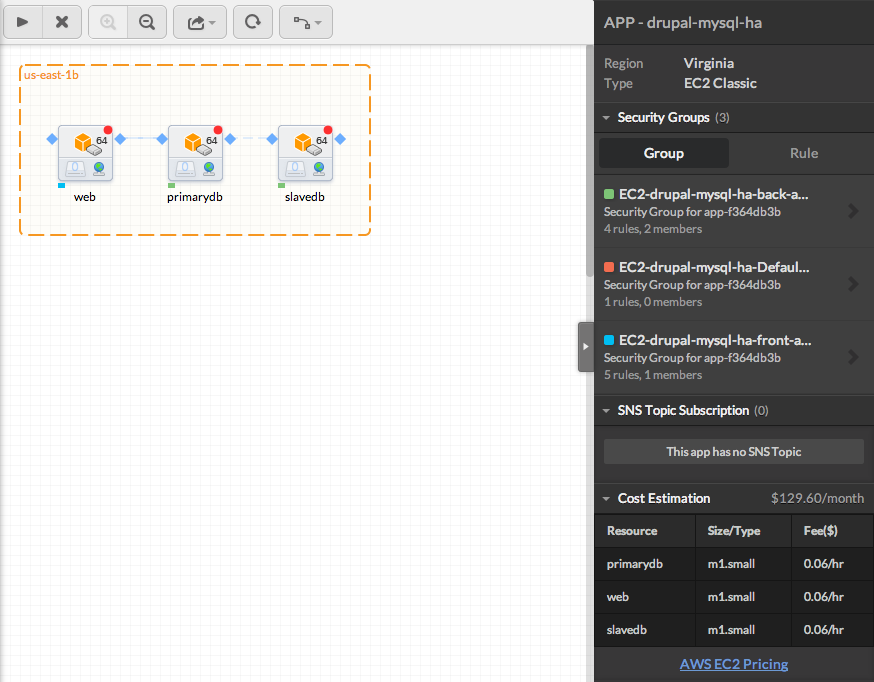 us-east-1b
64
64
64
web
primarydb
slavedb
APP - drupal-mysql-ha
Region Virginia
Type EC2 Classic
Security Groups (3)
Group Rule
EC2-drupal-mysql-ha-back-a...
Security Group for app-f364db3b
4 rules, 2 members
EC2-drupal-mysql-ha-Defaul...
Security Group for app-f364db3b
1 rules, 0 members
EC2-drupal-mysql-ha-front-a...
Security Group for app-f364db3b
5 rules, 1 members
SNS Topic Subscription (0)
This app has no SNS Topic
Cost Estimation $129.60/month
Resource Size/Type Fee($)
primarydb m1.small 0.06/hr
web m1.small 0.06/hr
slavedb m1.small 0.06/hr
AWS EC2 Pricing